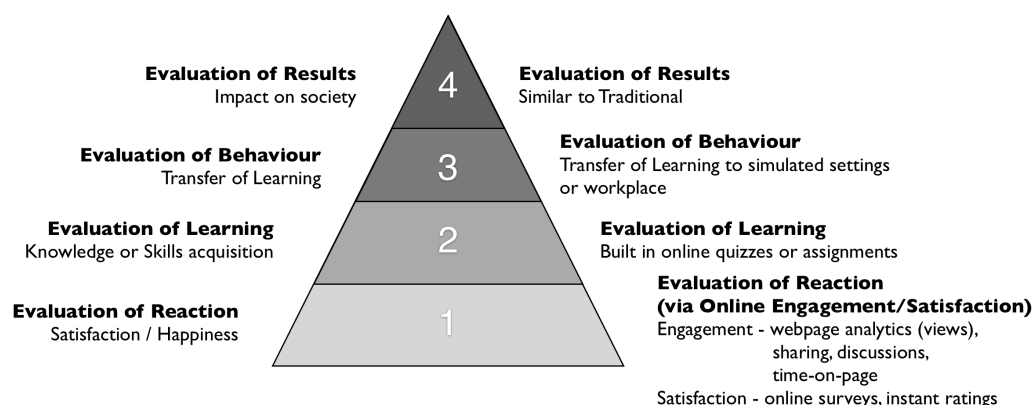 Evaluation of Results
Impact on society
4
Evaluation of Results
Similar to Traditional
Evaluation of Behaviour
Transfer of Learning
3
Evaluation of Behaviour
Transfer of Learning to simulated settings
or workplace
Evaluation of Learning
Knowledge or Skills acquisition
2
Evaluation of Learning
Built in online quizzes or assignments
Evaluation of Reaction
Satisfaction / Happiness
1
Evaluation of Reaction
(via Online Engagement/Satisfaction)
Engagement - webpage analytics (views),
sharing, discussions,
time-on-page
Satisfaction - online surveys, instant ratings